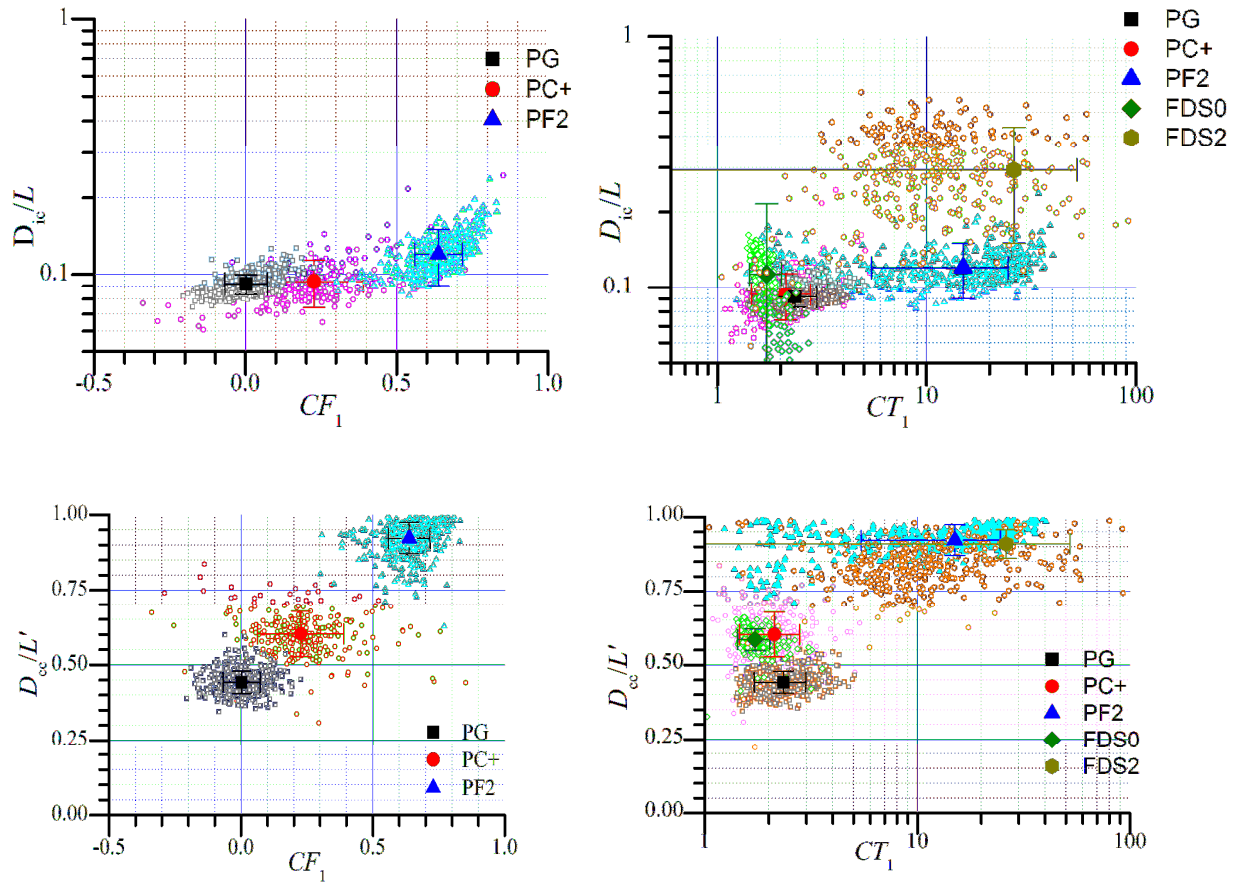 1
PG
PC+
PF2
D_ic/L
0.1
-0.5
0.0
0.5
1.0
CF_1
1
PG
PC+
PF2
FDS0
FDS2
D_ic/L
0.1
1
10
100
CT_1
1.00
0.75
0.50
0.25
0.00
D_cc/L'
PG
PC+
PF2
-0.5
0.0
0.5
1.0
CF_1
1.00
0.75
0.50
0.25
0.00
D_cc/L'
PG
PC+
PF2
FDS0
FDS2
1
10
100
CT_1